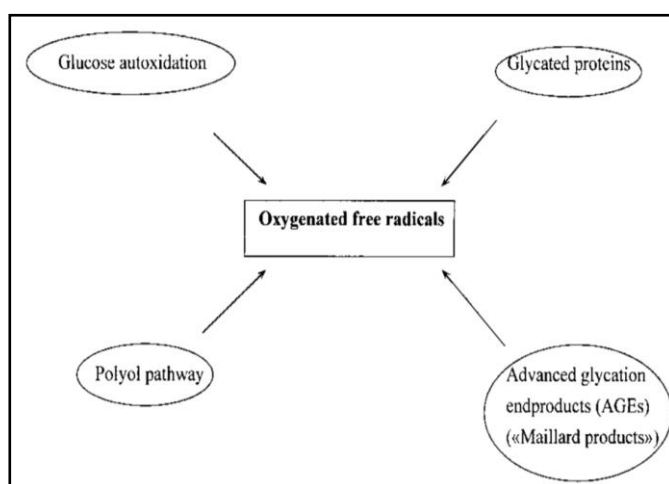 Glucose autoxidation
Glycated proteins
Oxygenated free radicals
Polyol pathway
Advanced glycation
endproducts (AGEs)
(«Maillard products»)